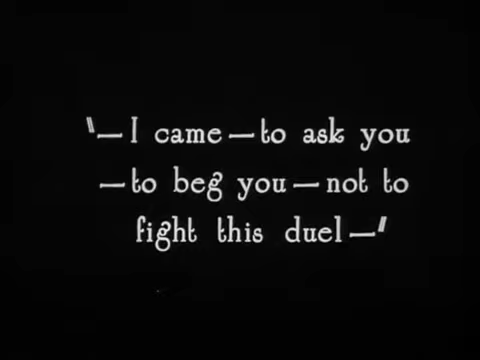 "—I came—to ask you
—to beg you—not to
fight this duel—"